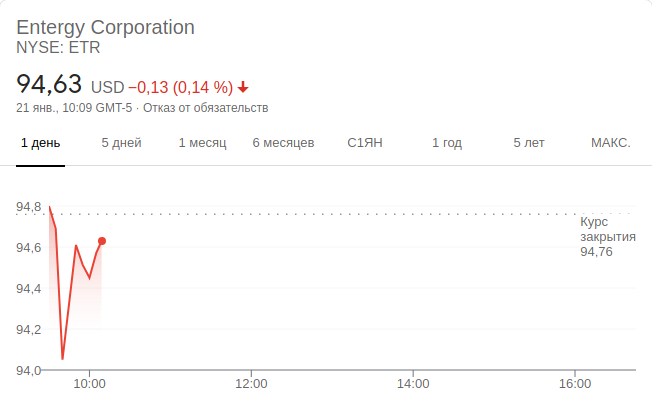 Entergy Corporation
NYSE: ETR
94,63 USD −0,13 (0,14 %)
21 янв., 10:09 GMT-5 · Отказ от обязательств
1 день 5 дней 1 месяц 6 месяцев С1ЯН 1 год 5 лет МАКС.
94,8
Курс
закрытия
94,76
94,6
94,4
94,2
94,0
10:00 12:00 14:00 16:00